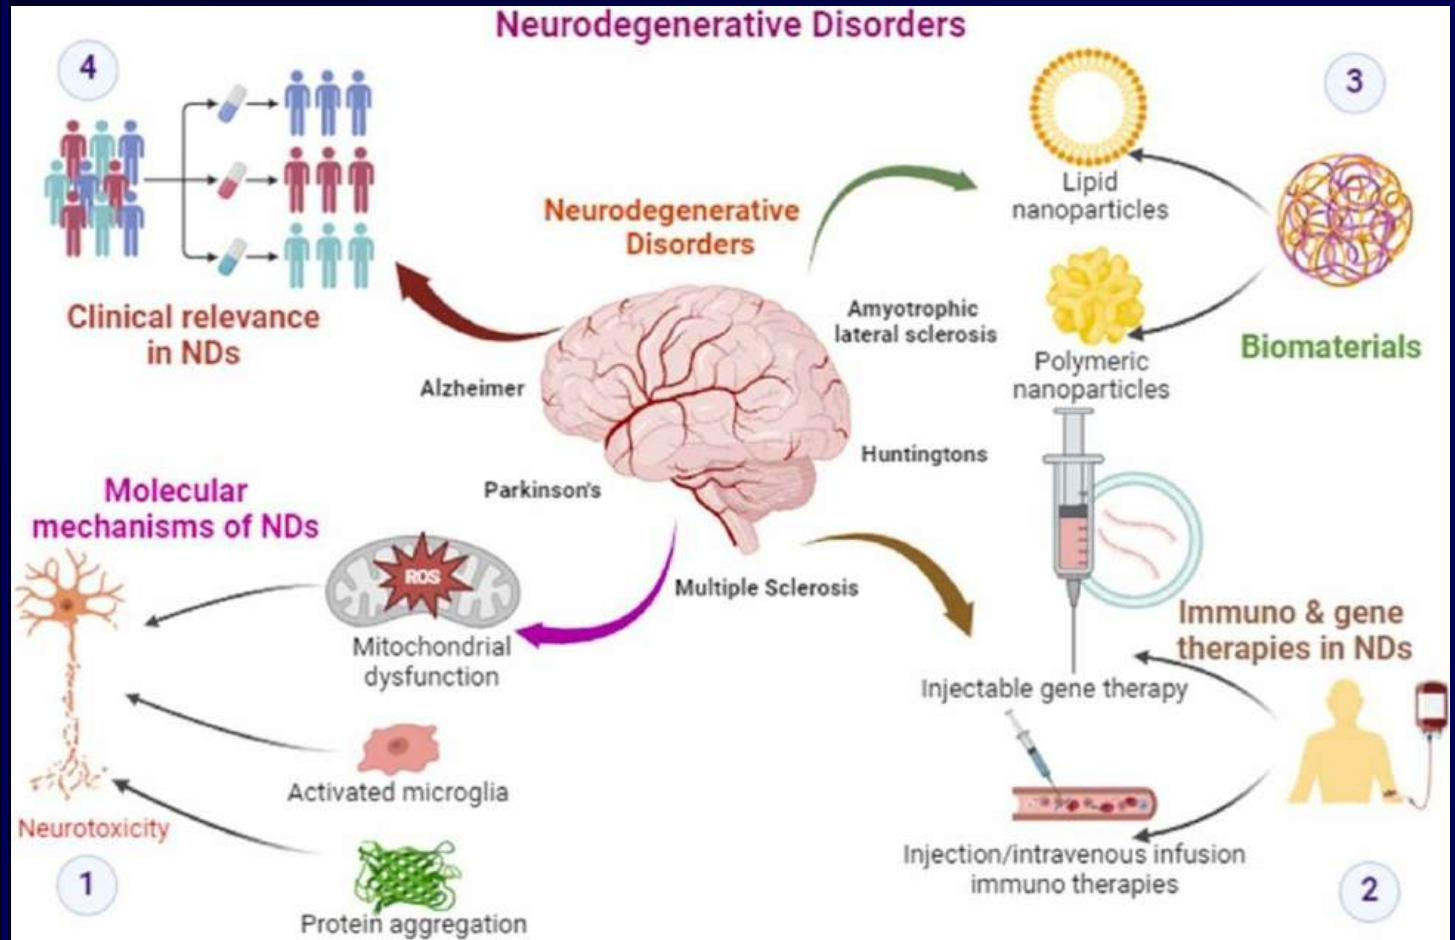 Neurodegenerative Disorders
4
Clinical relevance
in NDs
Neurodegenerative
Disorders
Alzheimer
Parkinson's
Amyotrophic
lateral sclerosis
Huntingtons
Multiple Sclerosis
3
Lipid
nanoparticles
Polymeric
nanoparticles
Biomaterials
Molecular
mechanisms of NDs
ROS
Mitochondrial
dysfunction
Activated microglia
Neurotoxicity
1
Protein aggregation
Immuno & gene
therapies in NDs
Injectable gene therapy
Injection/intravenous infusion
immuno therapies
2